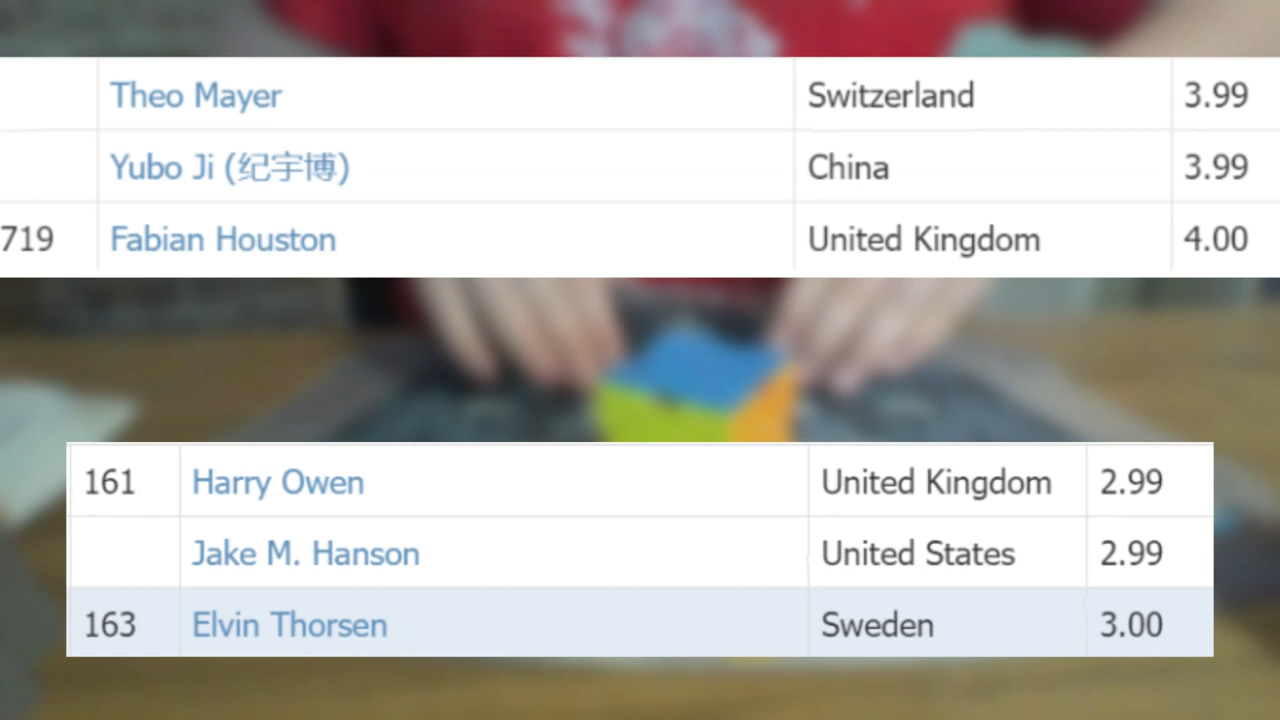 Theo Mayer Switzerland 3.99
Yubo Ji (纪宇博) China 3.99
719 Fabian Houston United Kingdom 4.00
161 Harry Owen United Kingdom 2.99
Jake M. Hanson United States 2.99
163 Elvin Thorsen Sweden 3.00